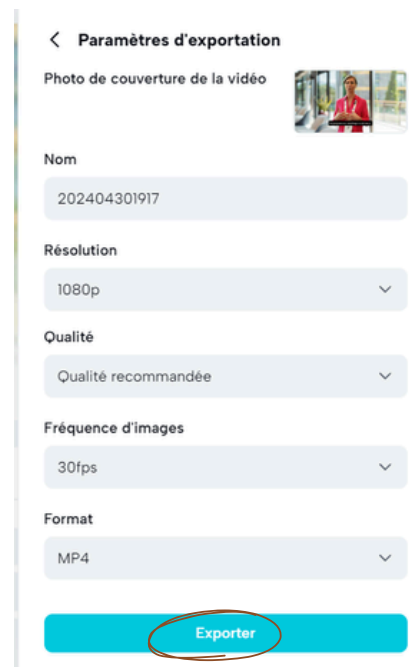 Paramètres d'exportation
Photo de couverture de la vidéo
Nom
202404301917
Résolution
1080p
Qualité
Qualité recommandée
Fréquence d'images
30fps
Format
MP4
Exporter